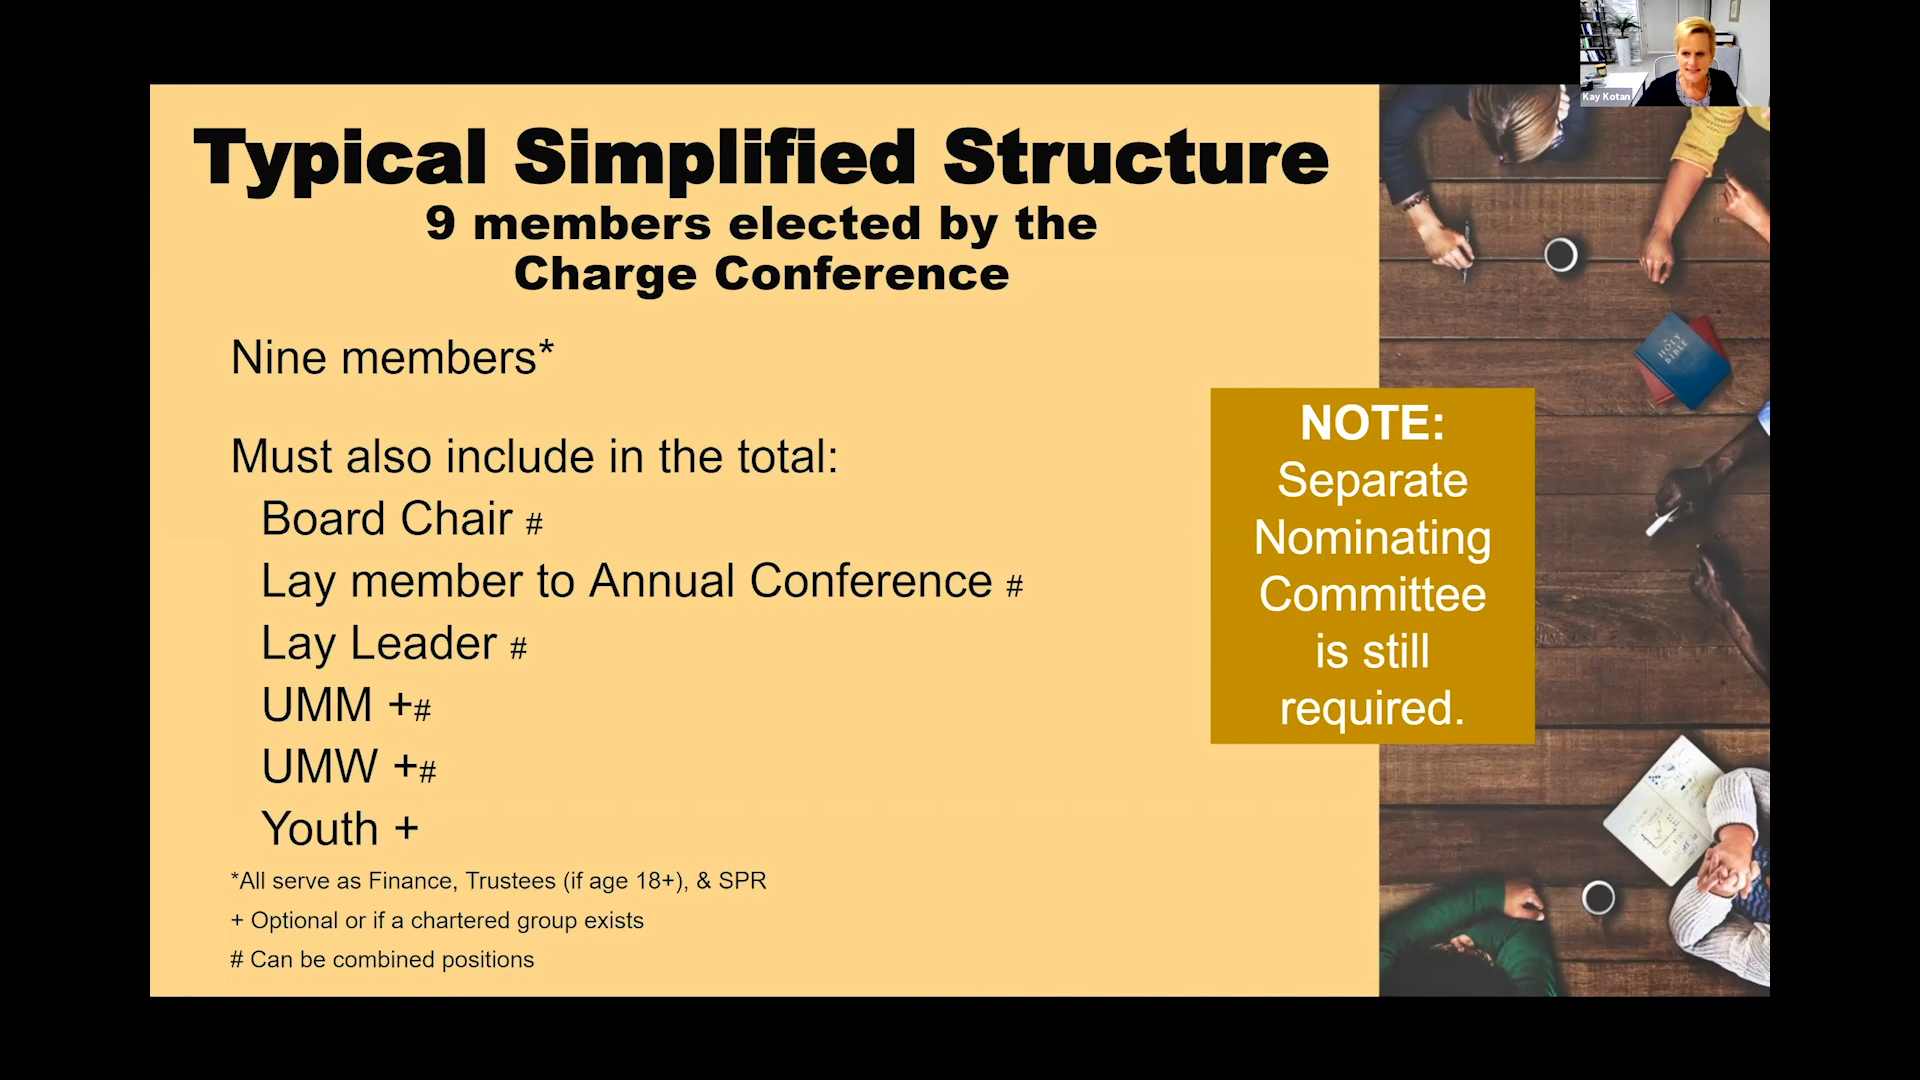 Kay Kotan
Typical Simplified Structure
9 members elected by the
Charge Conference
Nine members*
Must also include in the total:
Board Chair #
Lay member to Annual Conference #
Lay Leader #
UMM +#
UMW +#
Youth +
*All serve as Finance, Trustees (if age 18+), & SPR
+ Optional or if a chartered group exists
# Can be combined positions
NOTE:
Separate
Nominating
Committee
is still
required.
HOLY
BIBLE